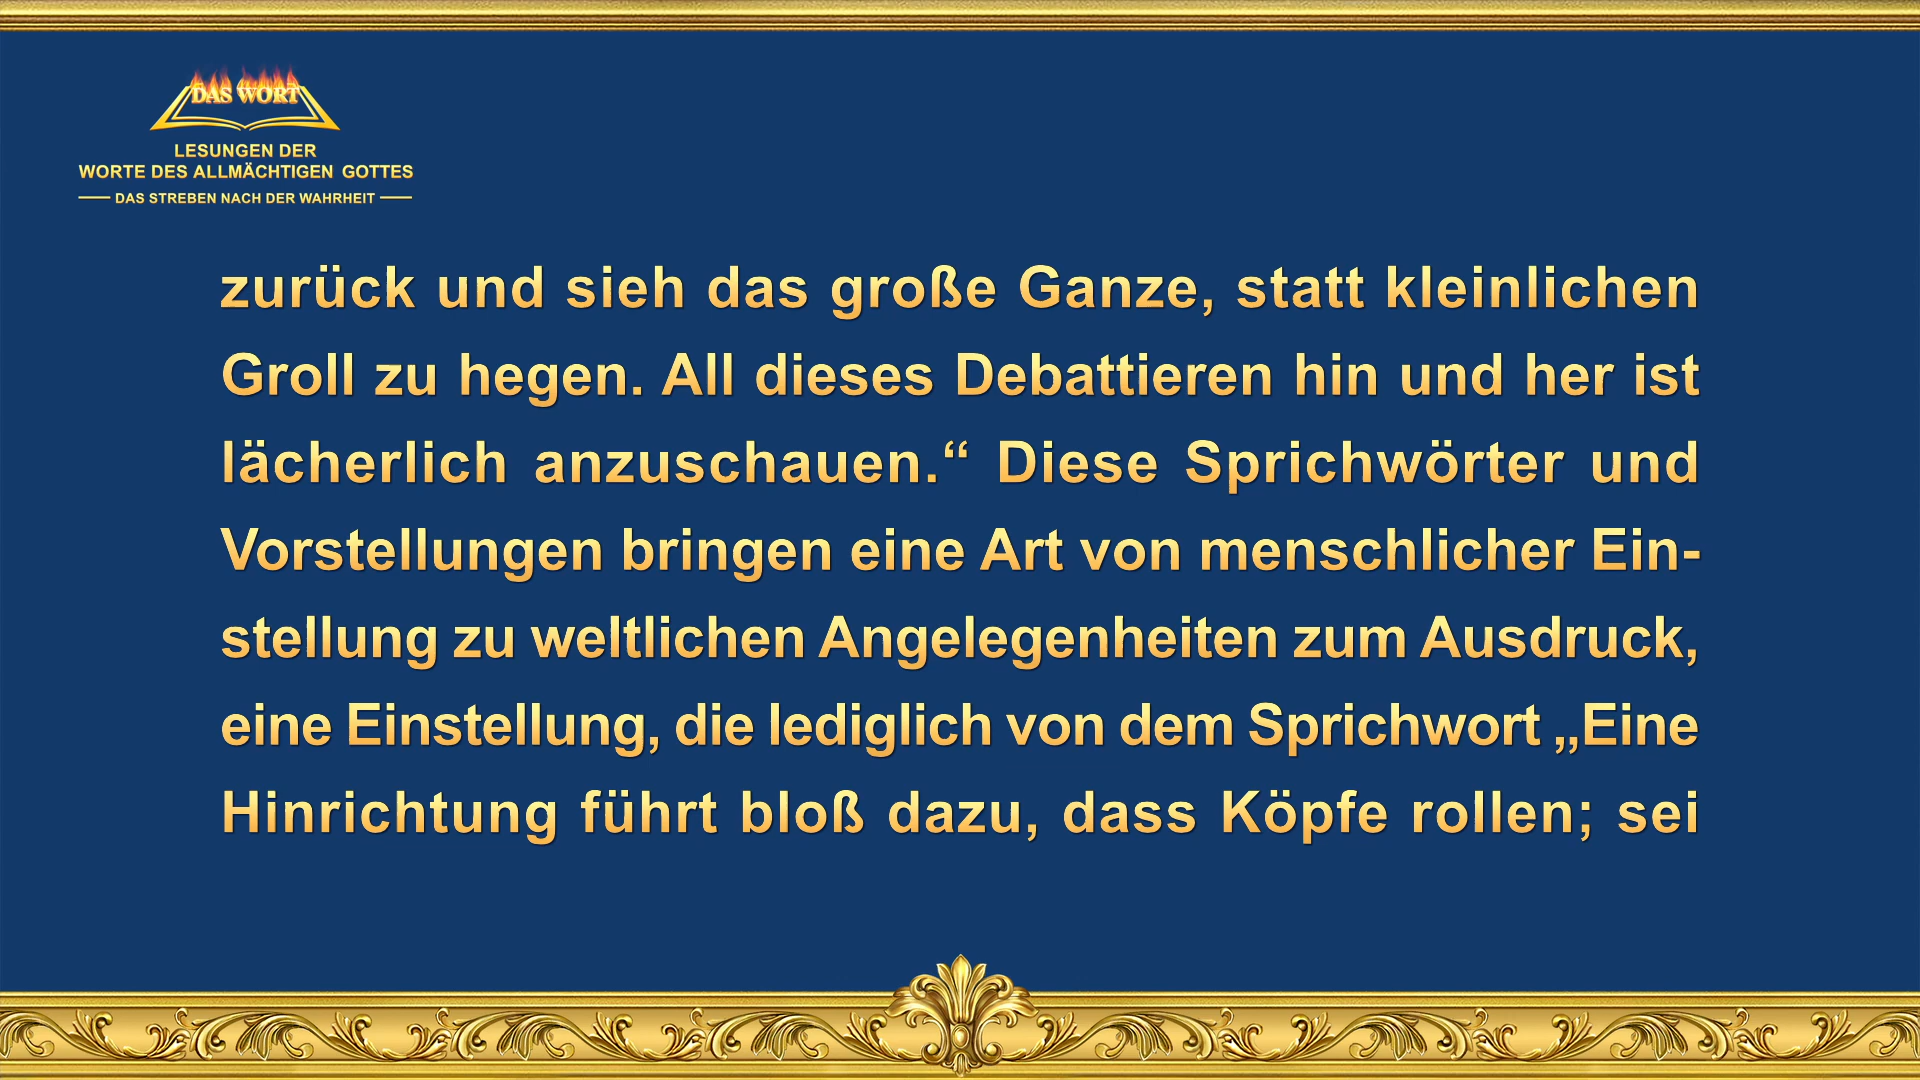 DAS WORT
LESUNGEN DER
WORTE DES ALLMÄCHTIGEN GOTTES
DAS STREBEN NACH DER WAHRHEIT
zurück und sieh das große Ganze, statt kleinlichen
Groll zu hegen. All dieses Debattieren hin und her ist
lächerlich anzuschauen.“ Diese Sprichwörter und
Vorstellungen bringen eine Art von menschlicher Ein-
stellung zu weltlichen Angelegenheiten zum Ausdruck,
eine Einstellung, die lediglich von dem Sprichwort „Eine
Hinrichtung führt bloß dazu, dass Köpfe rollen; sei